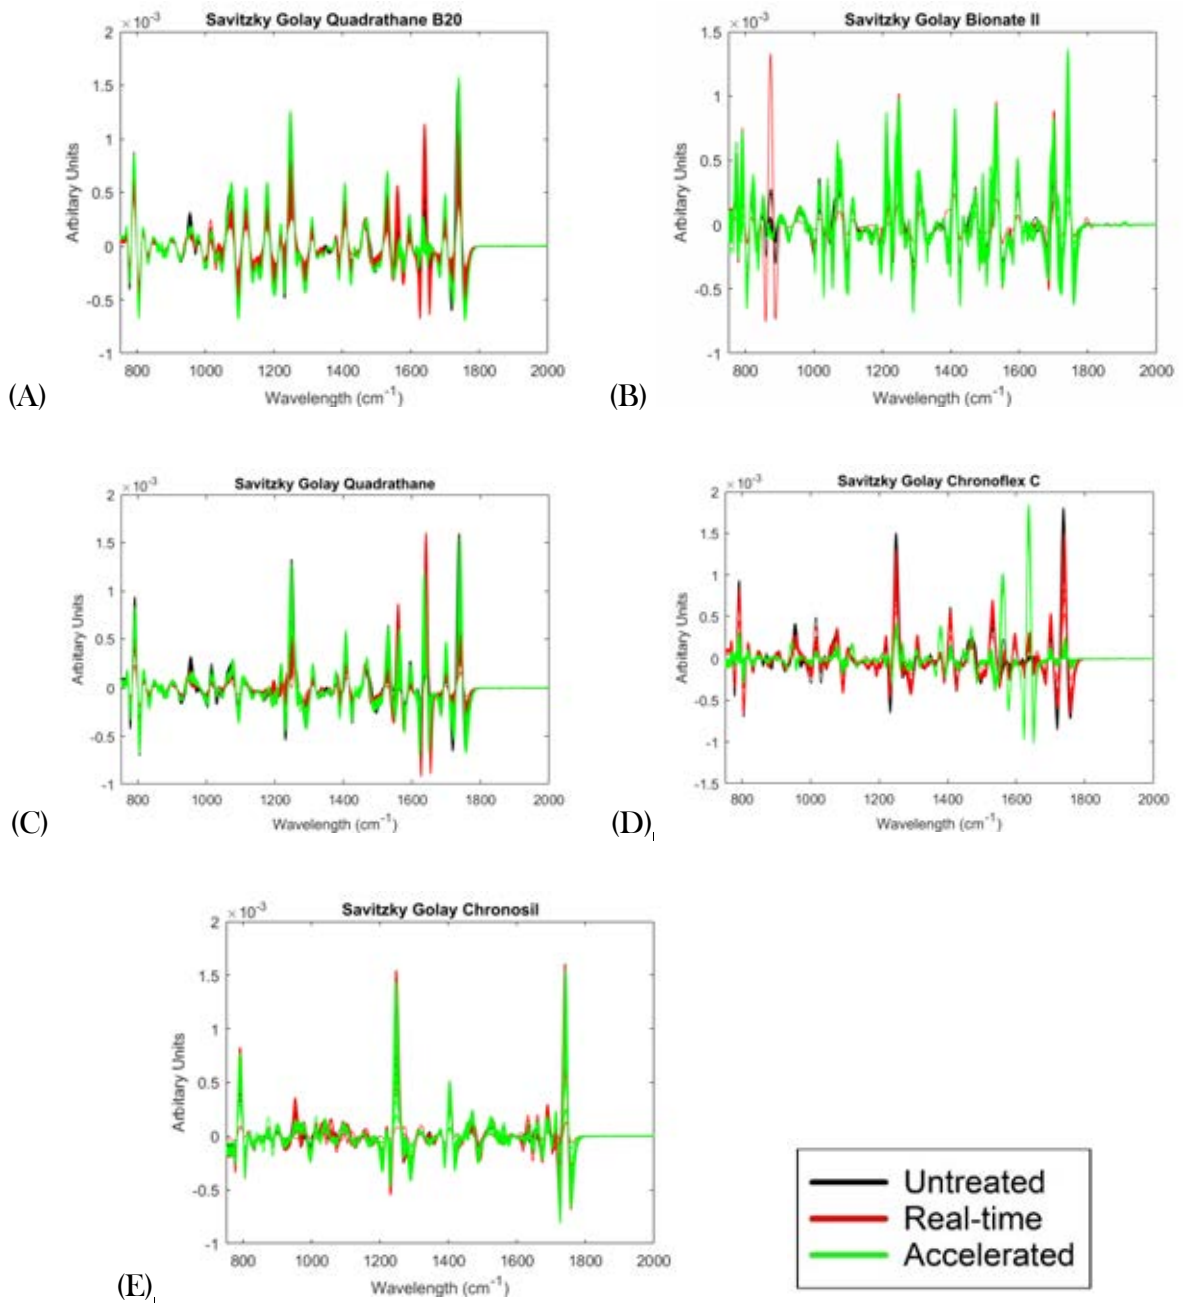 Savitzky Golay Quadrathane B20
×10-3
2
1.5
1
0.5
0
-0.5
-1
Arbitary Units
800 1000 1200 1400 1600 1800 2000
Wavelength (cm-1)
(A)
Savitzky Golay Bionate II
×10-3
1.5
1
0.5
0
-0.5
-1
Arbitary Units
800 1000 1200 1400 1600 1800 2000
Wavelength (cm-1)
(B)
Savitzky Golay Quadrathane
×10-3
2
1.5
1
0.5
0
-0.5
-1
Arbitary Units
800 1000 1200 1400 1600 1800 2000
Wavelength (cm-1)
(C)
Savitzky Golay Chronoflex C
×10-3
2
1.5
1
0.5
0
-0.5
-1
-1.5
Arbitary Units
800 1000 1200 1400 1600 1800 2000
Wavelength (cm-1)
(D)
Savitzky Golay Chronosil
×10-3
2
1.5
1
0.5
0
-0.5
-1
Arbitary Units
800 1000 1200 1400 1600 1800 2000
Wavelength (cm-1)
(E)
Untreated
Real-time
Accelerated